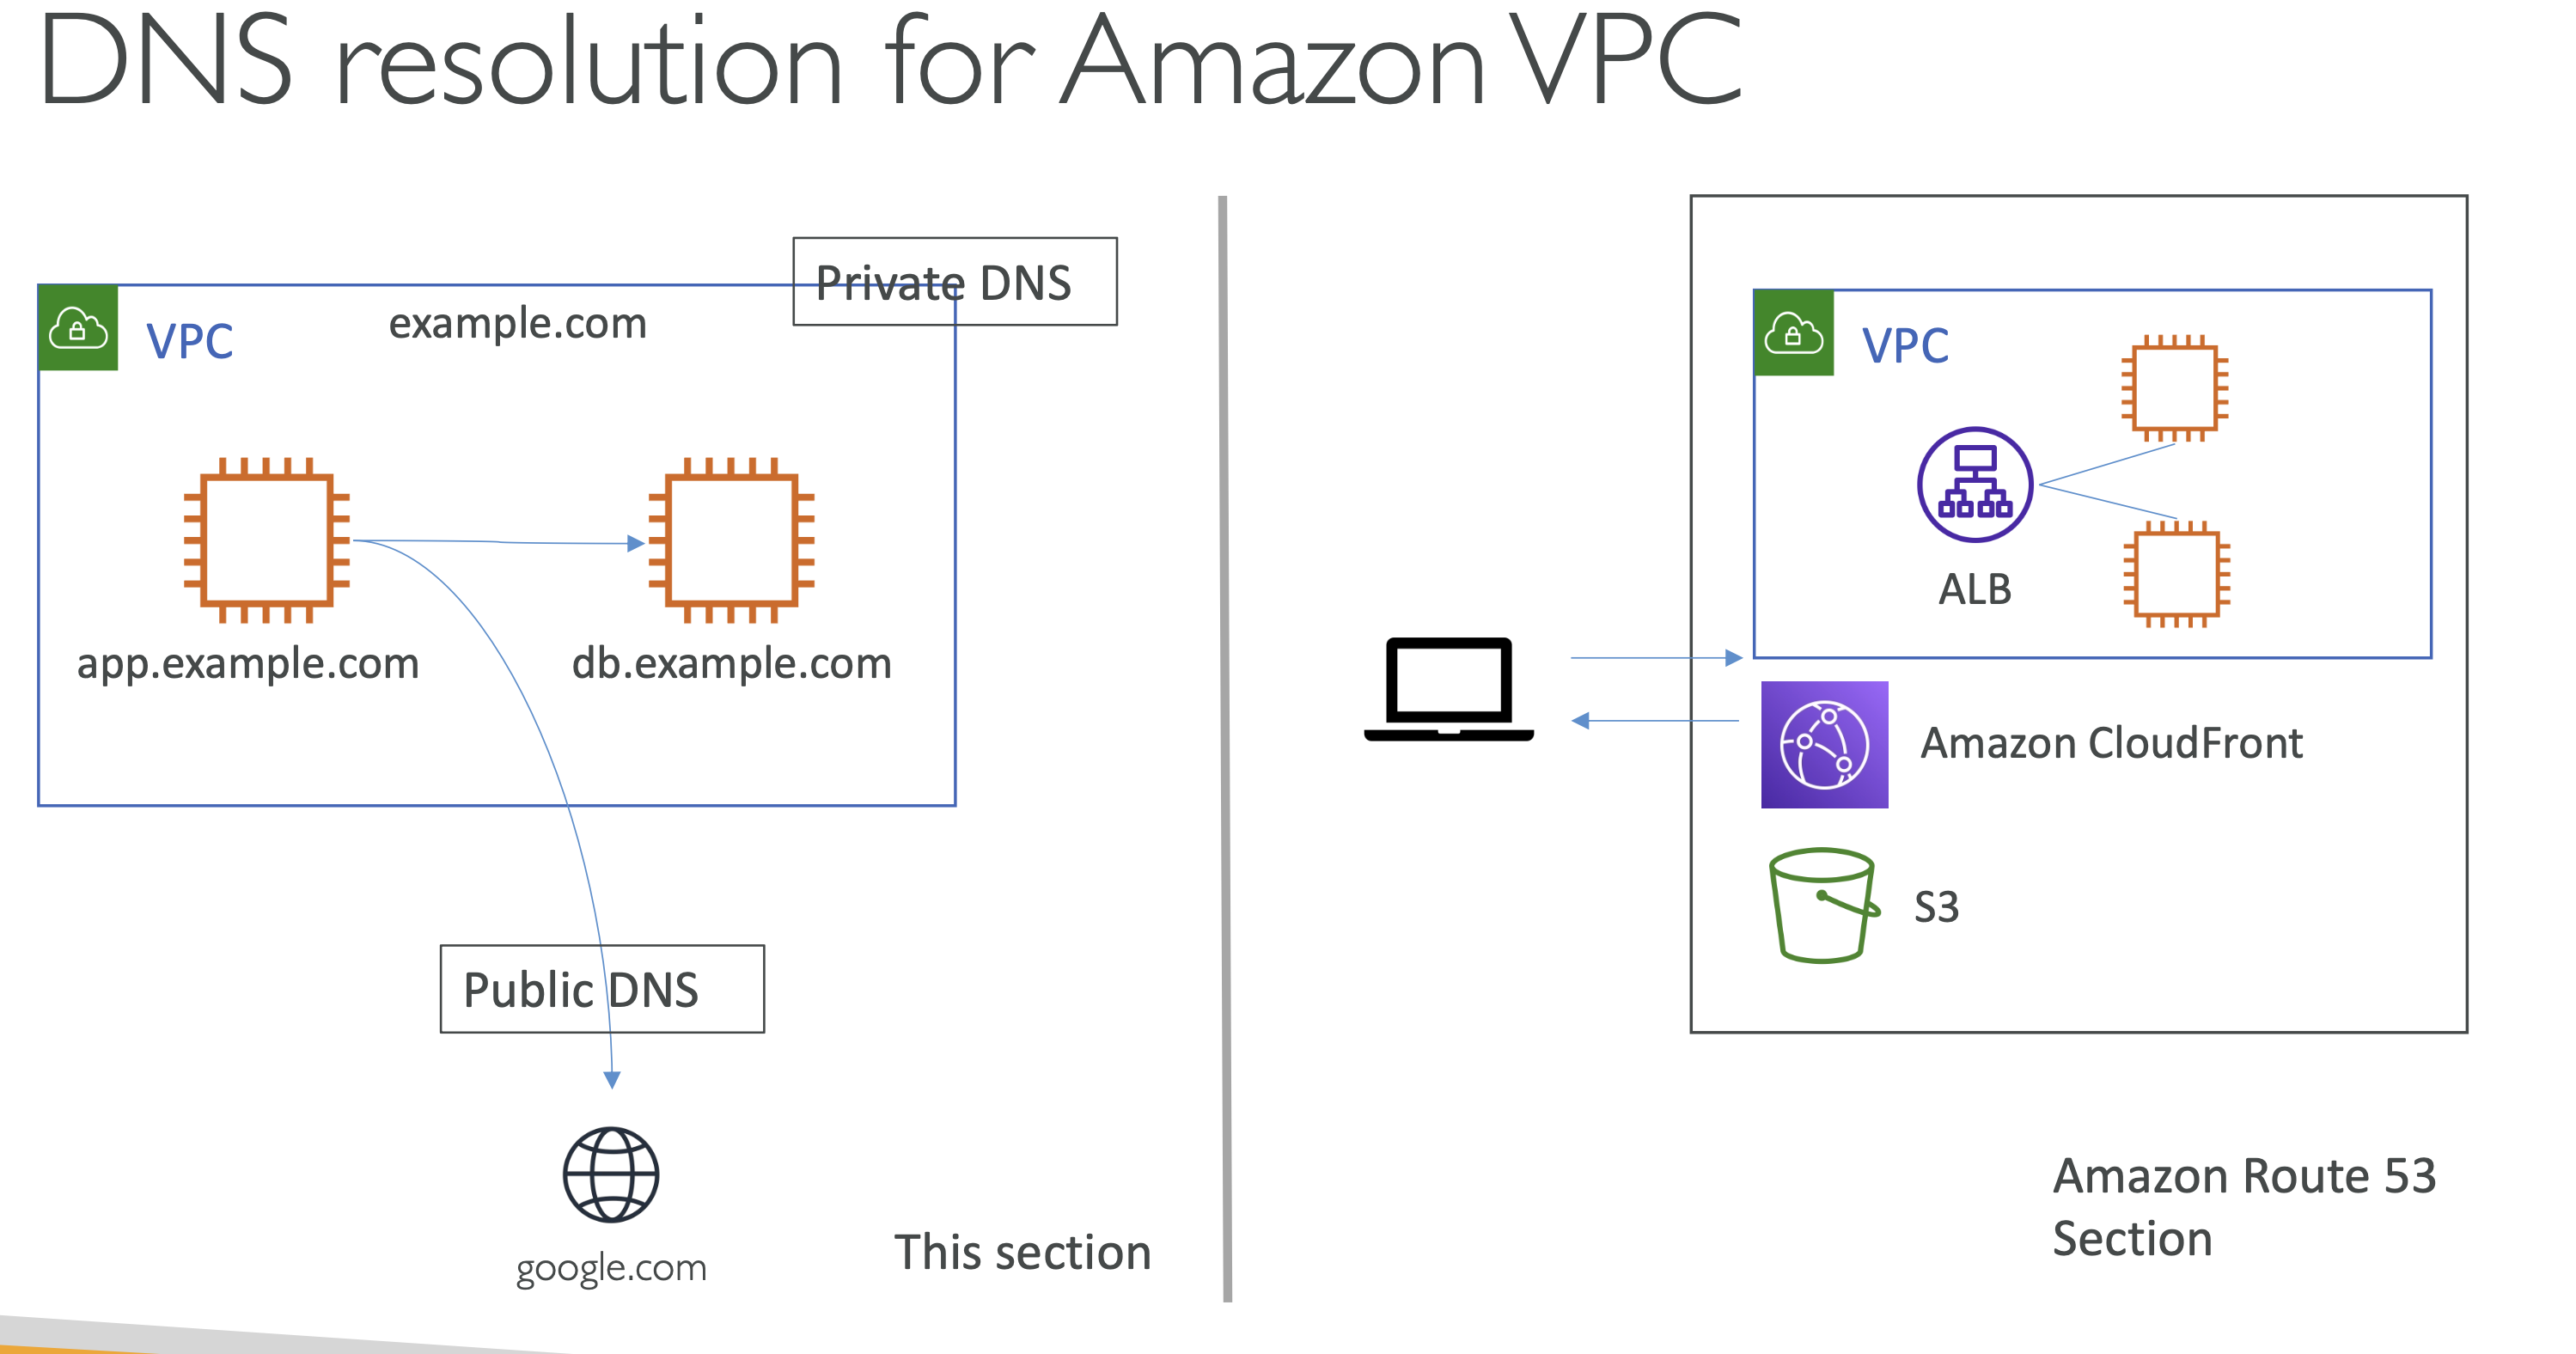 DNS resolution for Amazon VPC
Private DNS
VPC
example.com
app.example.com
db.example.com
Public DNS
google.com
This section
VPC
ALB
Amazon CloudFront
S3
Amazon Route 53
Section